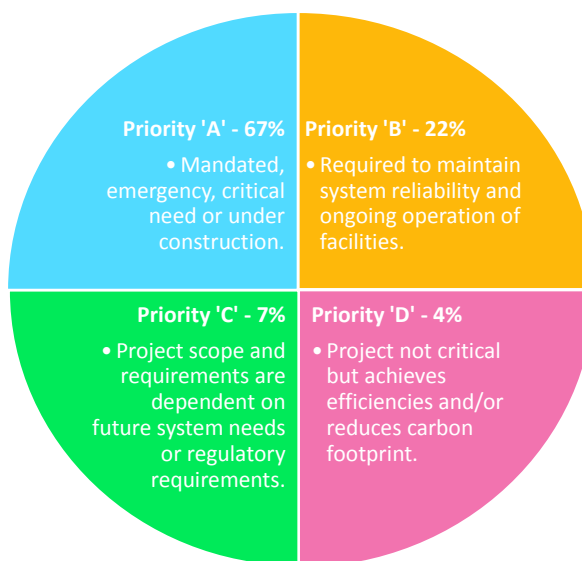 Priority 'A' - 67%
• Mandated,
emergency, critical
need or under
construction.
Priority 'B' - 22%
• Required to maintain
system reliability and
ongoing operation of
facilities.
Priority 'C' - 7%
• Project scope and
requirements are
dependent on
future system needs
or regulatory
requirements.
Priority 'D' - 4%
• Project not critical
but achieves
efficiencies and/or
reduces carbon
footprint.